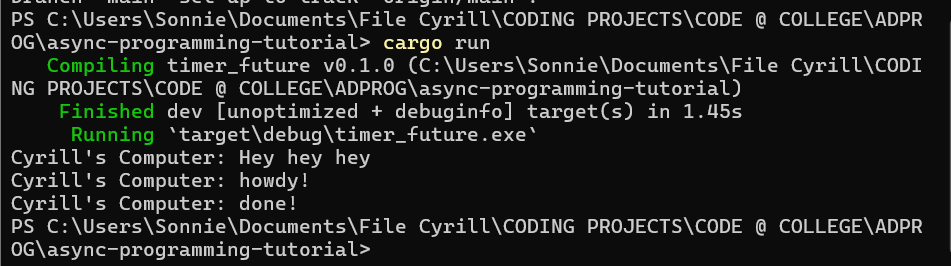 PS C:\Users\Sonnie\Documents\File Cyrill\CODING PROJECTS\CODE @ COLLEGE\ADPR
OG\async-programming-tutorial> cargo run
   Compiling timer_future v0.1.0 (C:\Users\Sonnie\Documents\File Cyrill\CODI
NG PROJECTS\CODE @ COLLEGE\ADPROG\async-programming-tutorial)
    Finished dev [unoptimized + debuginfo] target(s) in 1.45s
     Running `target\debug\timer_future.exe`
Cyrill's Computer: Hey hey hey
Cyrill's Computer: howdy!
Cyrill's Computer: done!
PS C:\Users\Sonnie\Documents\File Cyrill\CODING PROJECTS\CODE @ COLLEGE\ADPR
OG\async-programming-tutorial>